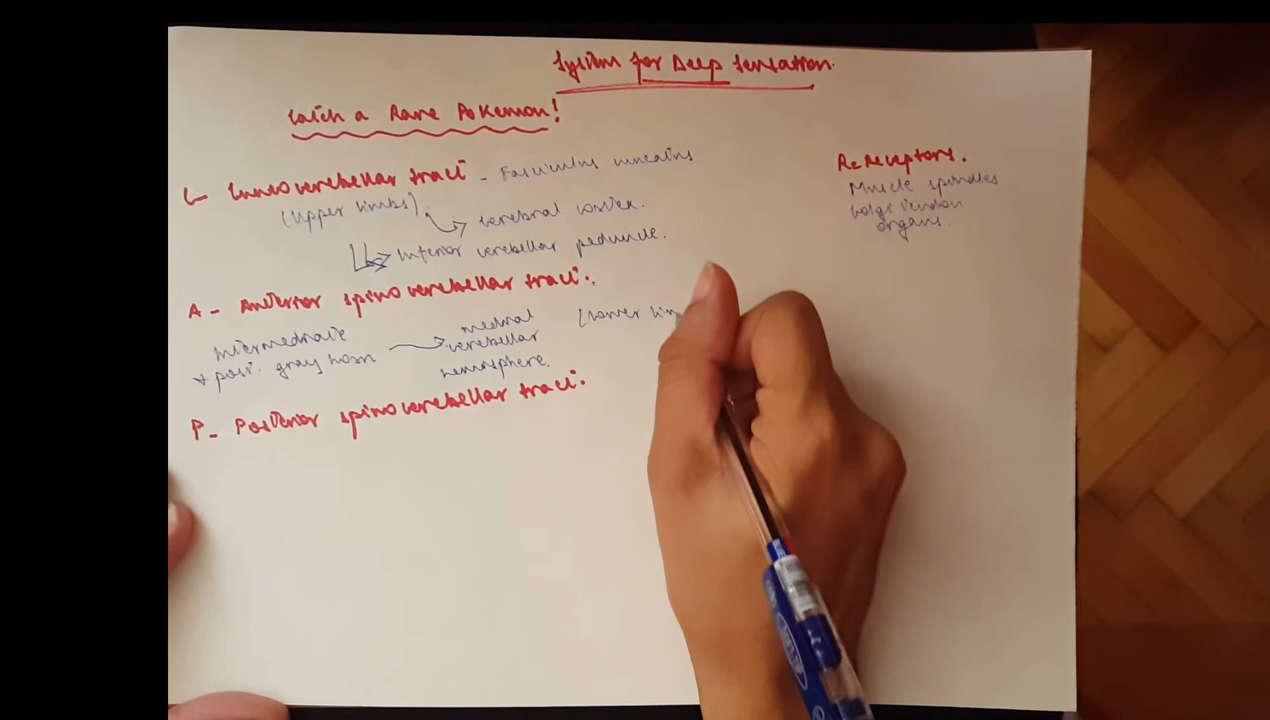 System for Deep Sensation.
Catch a Rare Pokemon!
C- Cuneocerebellar tract - Fasciculus cuneatus
(Upper limbs)
cerebral cortex.
Inferior cerebellar peduncle.
A- Anterior spinocerebellar tract.
Intermediate
+ post. gray horn
medial
cerebellar
hemisphere.
(Lower lim
P- Posterior spinocerebellar tract.
R- Receptors.
Muscle spindles
Golgi tendon
organs